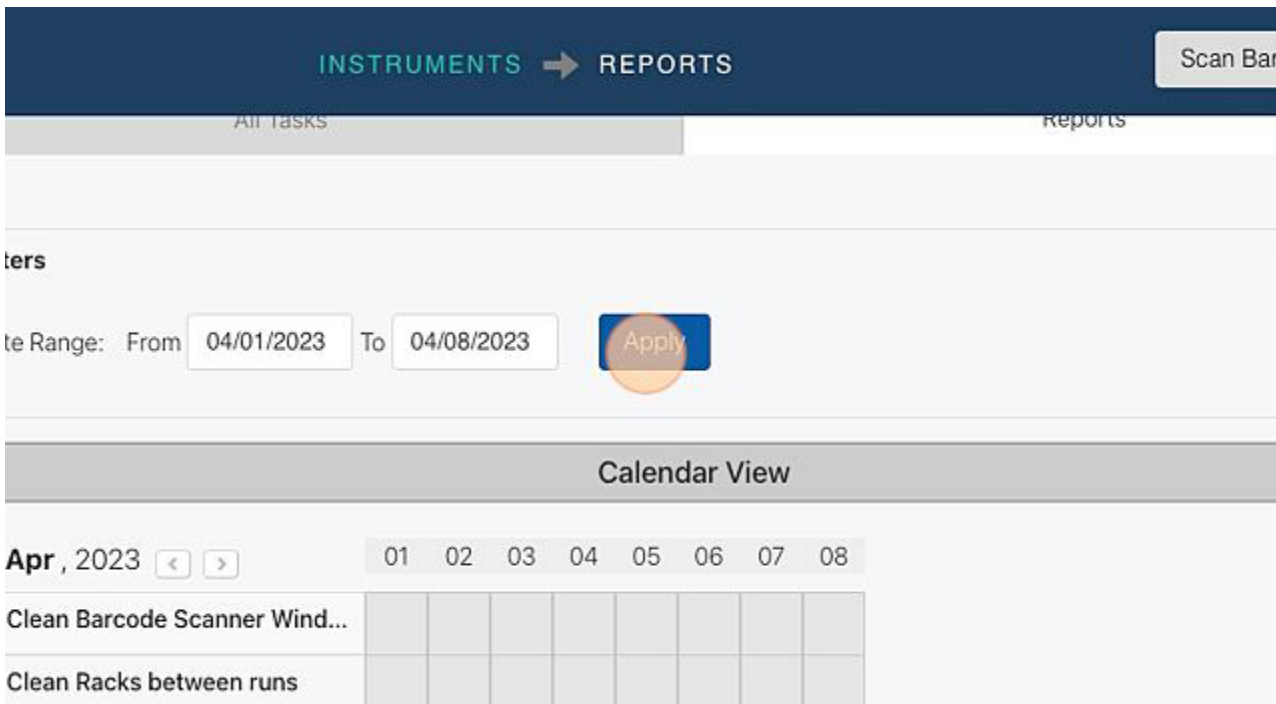 INSTRUMENTS REPORTS
Scan Bar
All Tasks Reports
ters
te Range: From 04/01/2023 To 04/08/2023 Apply
Calendar View
Apr , 2023 < > 01 02 03 04 05 06 07 08
Clean Barcode Scanner Wind...
Clean Racks between runs